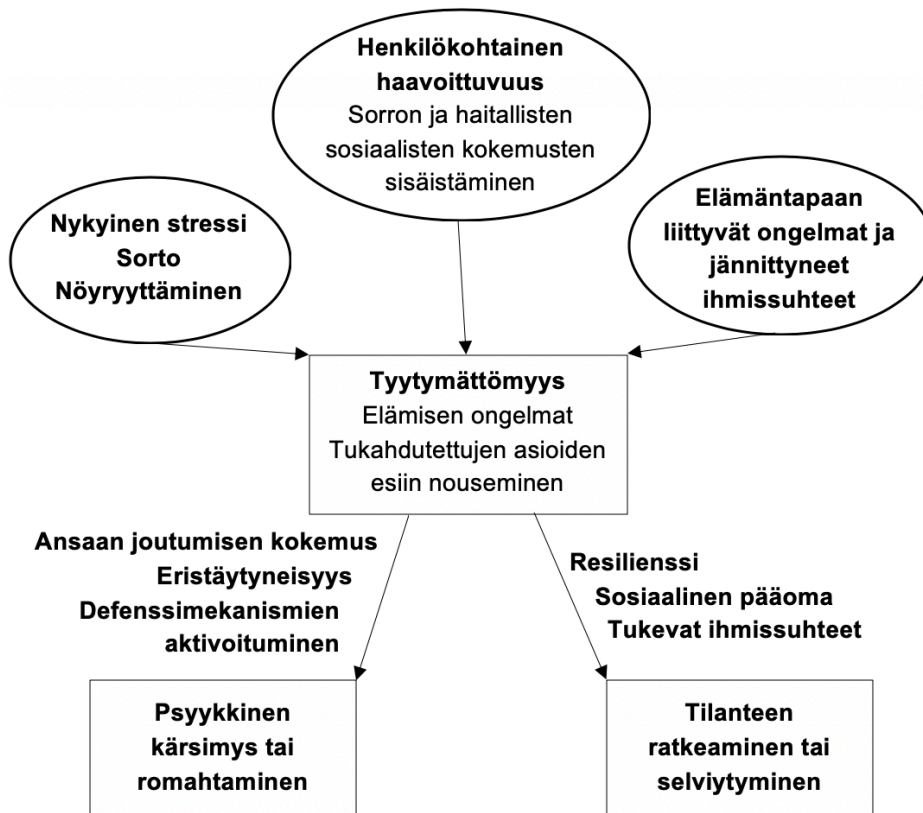 Henkilökohtainen
haavoittuvuus
Sorron ja haitallisten
sosiaalisten kokemusten
sisäistäminen
Nykyinen stressi
Sorto
Nöyryyttäminen
Elämäntapaan
liittyvät ongelmat ja
jännittyneet
ihmissuhteet
Tyytymättömyys
Elämisen ongelmat
Tukahdutettujen asioiden
esiin nouseminen
Ansaan joutumisen kokemus
Eristäytyneisyys
Defenssimekanismien
aktivoituminen
Resilienssi
Sosiaalinen pääoma
Tukevat ihmissuhteet
Psyykkinen
kärsimys tai
romahtaminen
Tilanteen
ratkeaminen tai
selviytyminen